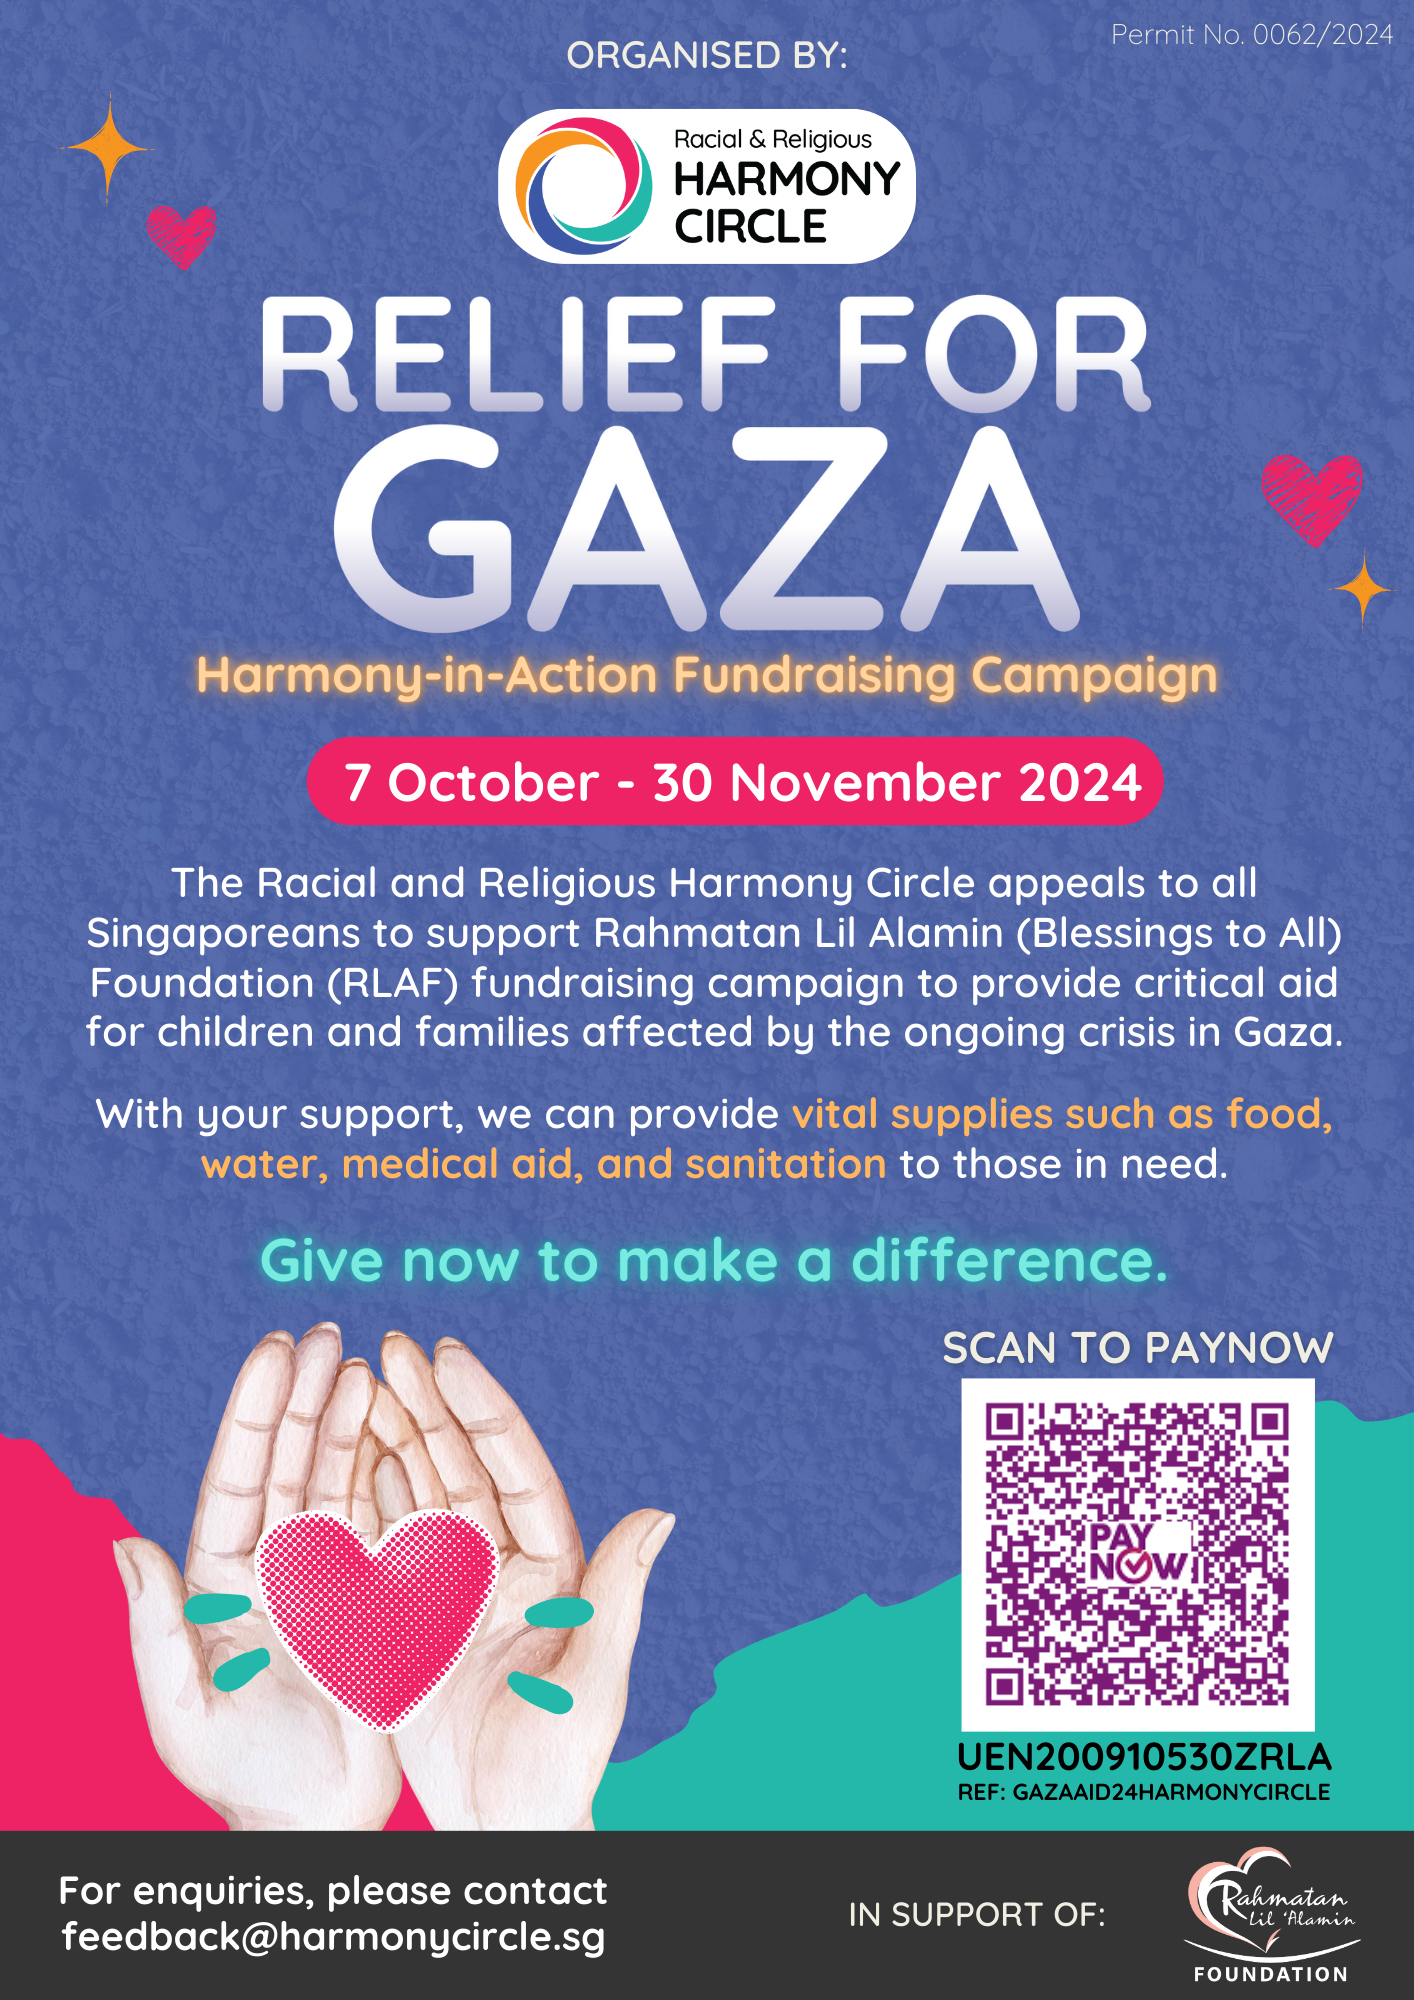 Permit No. 0062/2024
ORGANISED BY:
Racial & Religious
HARMONY
CIRCLE
RELIEF FOR
GAZA
Harmony-in-Action Fundraising Campaign
7 October - 30 November 2024
The Racial and Religious Harmony Circle appeals to all
Singaporeans to support Rahmatan Lil Alamin (Blessings to All)
Foundation (RLAF) fundraising campaign to provide critical aid
for children and families affected by the ongoing crisis in Gaza.
With your support, we can provide vital supplies such as food,
water, medical aid, and sanitation to those in need.
Give now to make a difference.
SCAN TO PAYNOW
PAY
NOW
UEN200910530ZRLA
REF: GAZAAID24HARMONYCIRCLE
For enquiries, please contact
feedback@harmonycircle.sg
IN SUPPORT OF:
Rahmatan
Lil 'Alamin
FOUNDATION